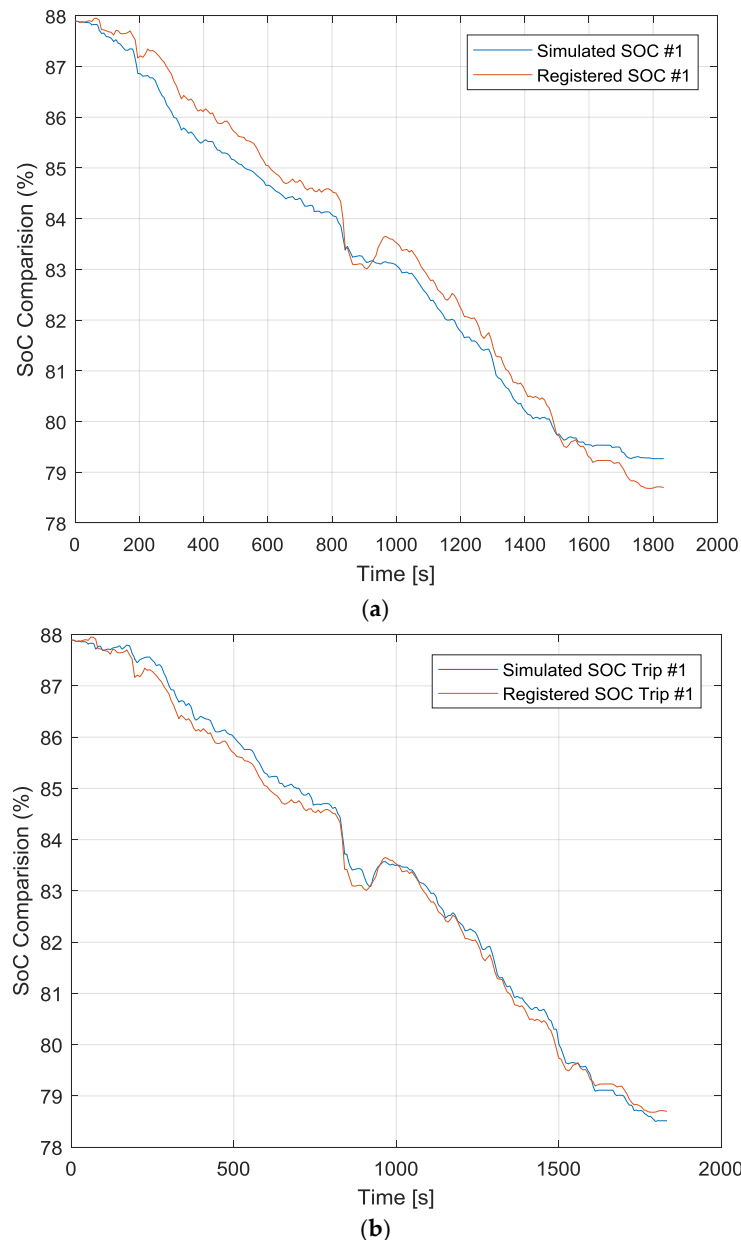 88
87
86
85
84
83
82
81
80
79
78
SoC Comparision (%)
Simulated SOC #1
Registered SOC #1
0 200 400 600 800 1000 1200 1400 1600 1800 2000
Time [s]
(a)
88
87
86
85
84
83
82
81
80
79
78
SoC Comparision (%)
Simulated SOC Trip #1
Registered SOC Trip #1
0 500 1000 1500 2000
Time [s]
(b)